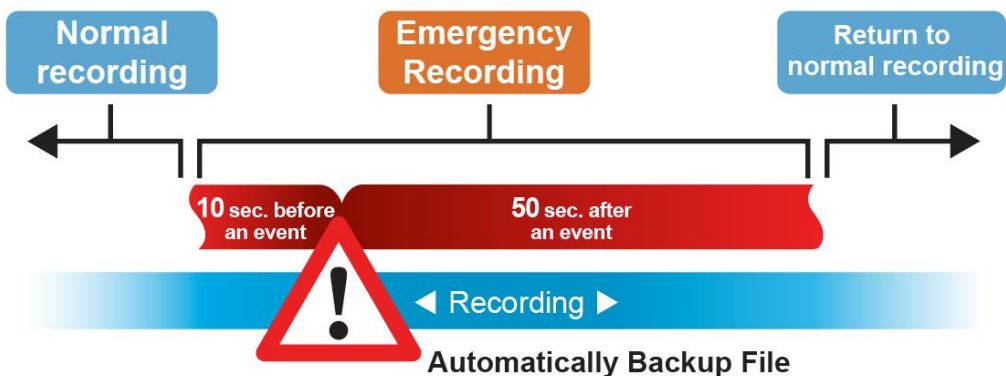 Normal
recording
Emergency
Recording
Return to
normal recording
10 sec. before
an event
50 sec. after
an event
!
◄ Recording ►
Automatically Backup File